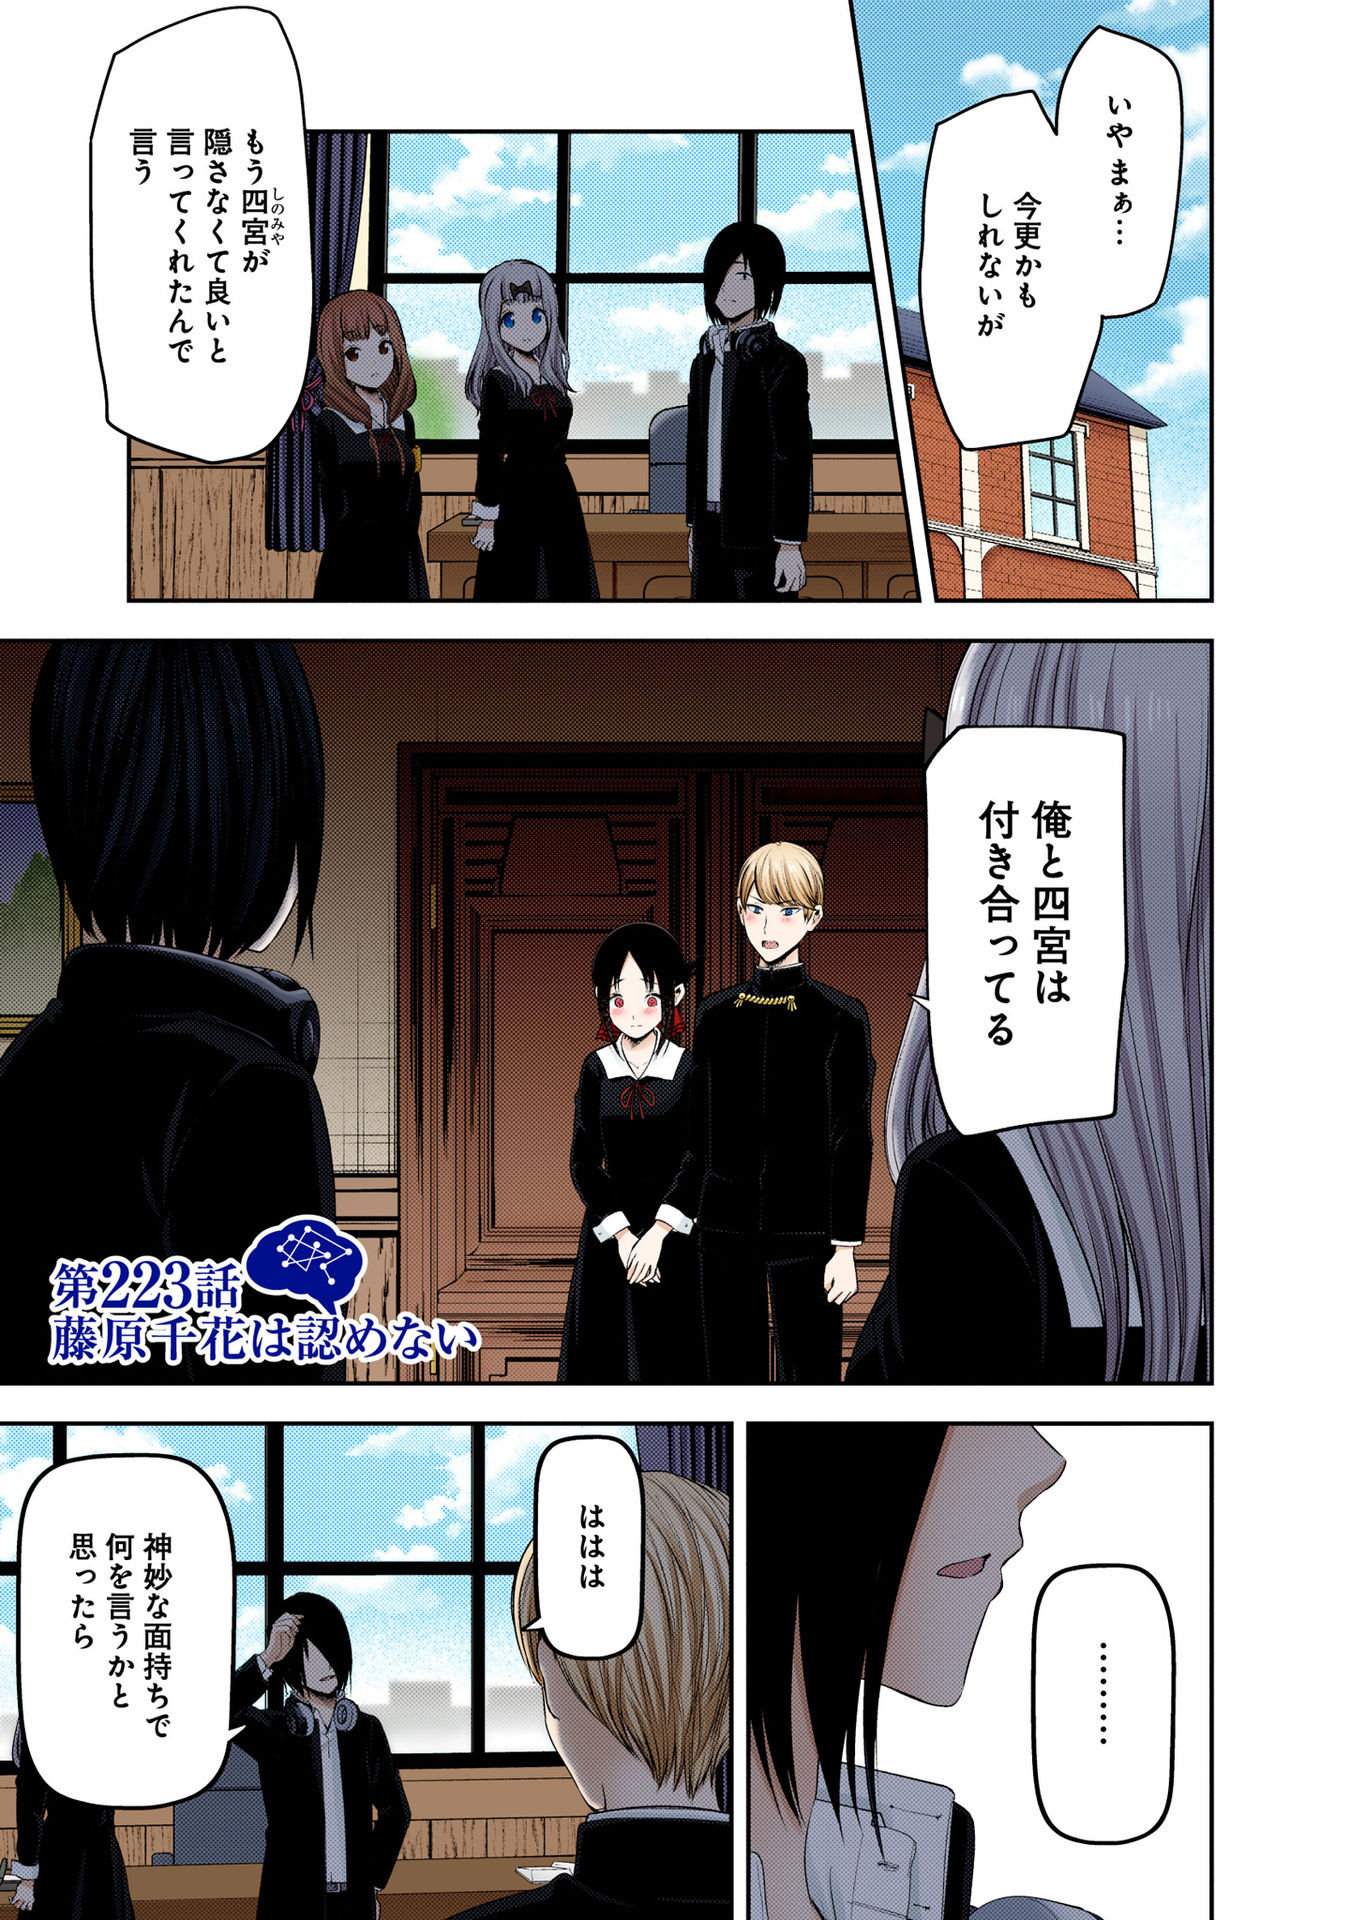 いやまぁ…
今更かも
しれないが
もう四宮が
しのみや
隠さなくて良いと
言ってくれたんで
言う
俺と四宮は
付き合ってる
第223話
藤原千花は認めない
………
ははは
神妙な面持ちで
何を言うかと
思ったら